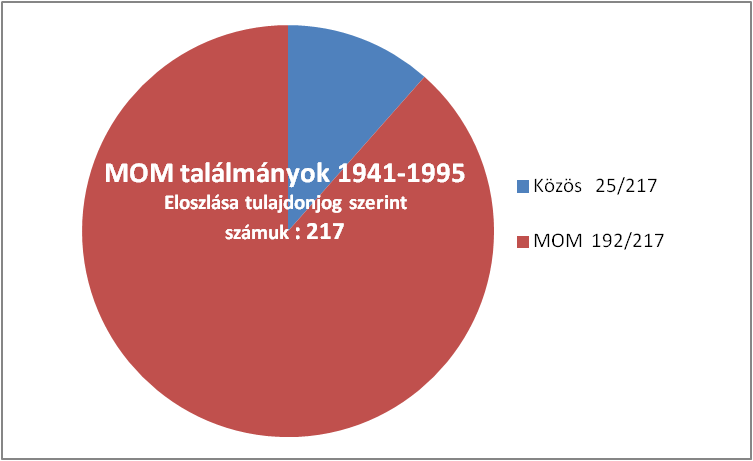 MOM találmányok 1941-1995
Eloszlása tulajdonjog szerint
számuk : 217
Közös 25/217
MOM 192/217